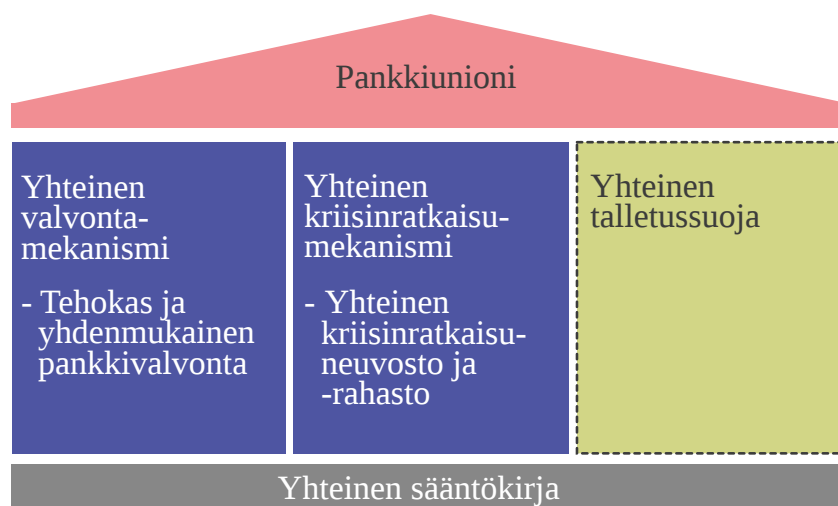 Pankkiunioni
Yhteinen
valvonta-
mekanismi
- Tehokas ja
yhdenmukainen
pankkivalvonta
Yhteinen
kriisinratkaisu-
mekanismi
- Yhteinen
kriisinratkaisu-
neuvosto ja
-rahasto
Yhteinen
talletussuoja
Yhteinen sääntökirja